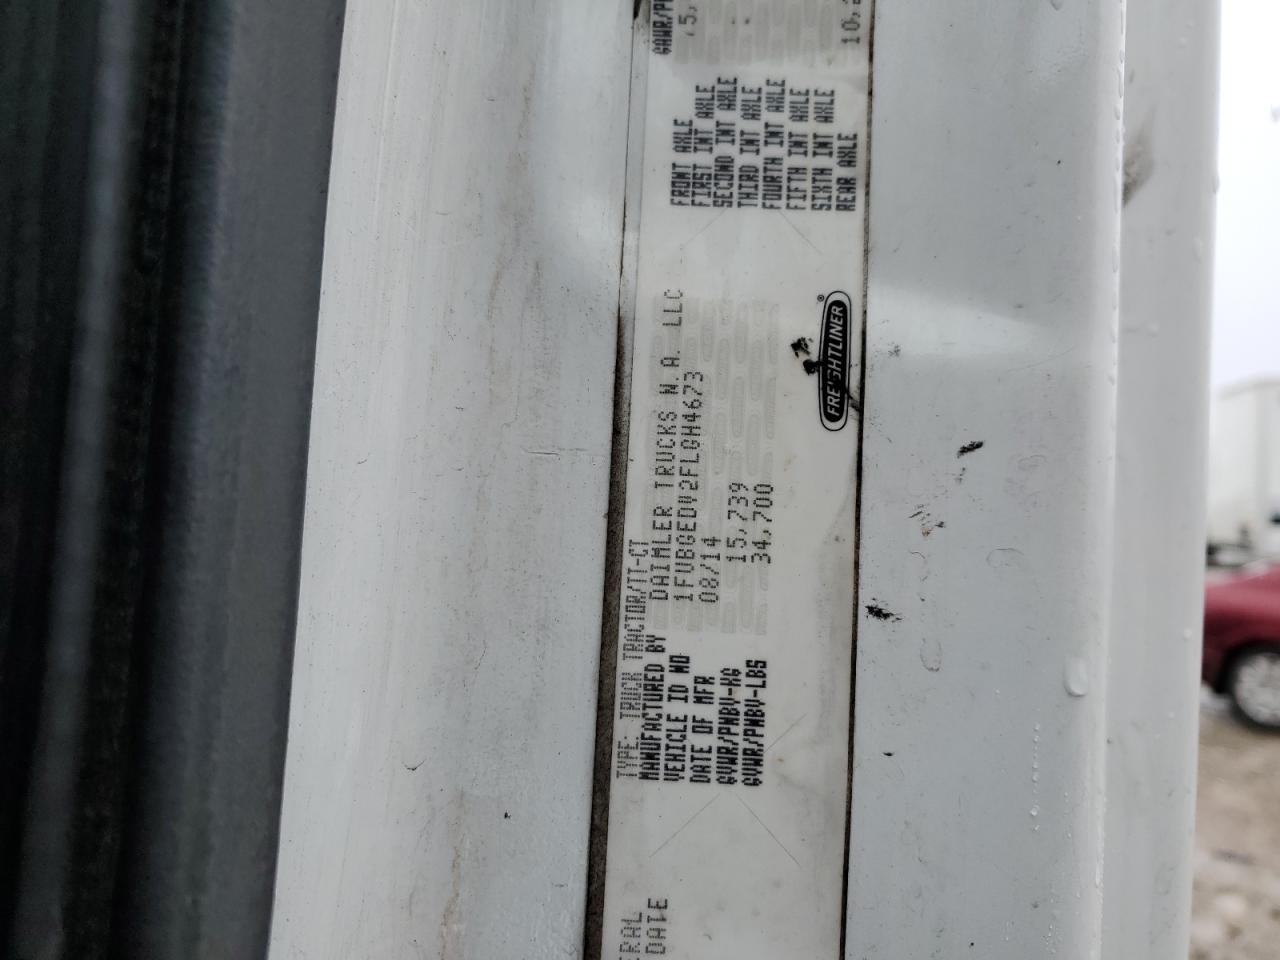 ERAL
DATE
TYPE: TRUCK TRACTOR/TT-CT
MANUFACTURED BY DAIMLER TRUCKS N.A. LLC
VEHICLE ID NO 1FUBGEDV2FLGH4673
DATE OF MFR 08/14
GVWR/PNBV-KG 15,739
GVWR/PNBV-LBS 34,700
FREIGHTLINER®
FRONT AXLE
FIRST INT AXLE
SECOND INT AXLE
THIRD INT AXLE
FOURTH INT AXLE
FIFTH INT AXLE
SIXTH INT AXLE
REAR AXLE